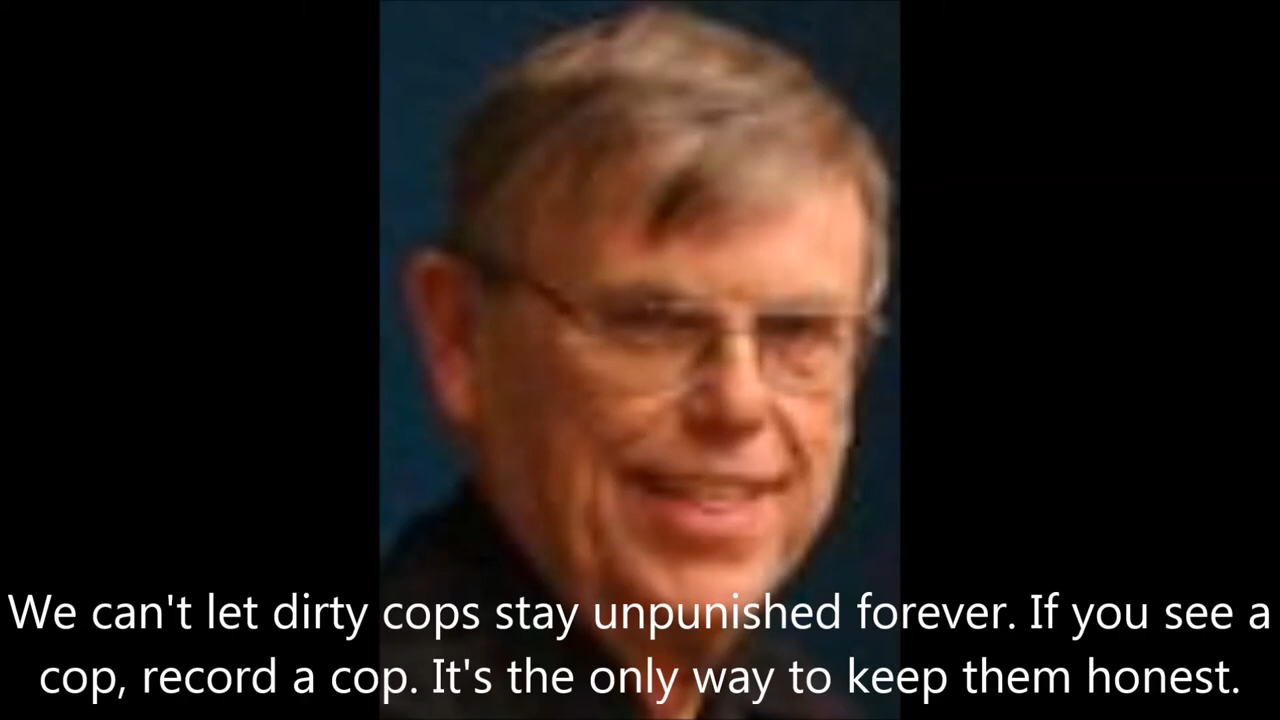 We can't let dirty cops stay unpunished forever. If you see a
cop, record a cop. It's the only way to keep them honest.